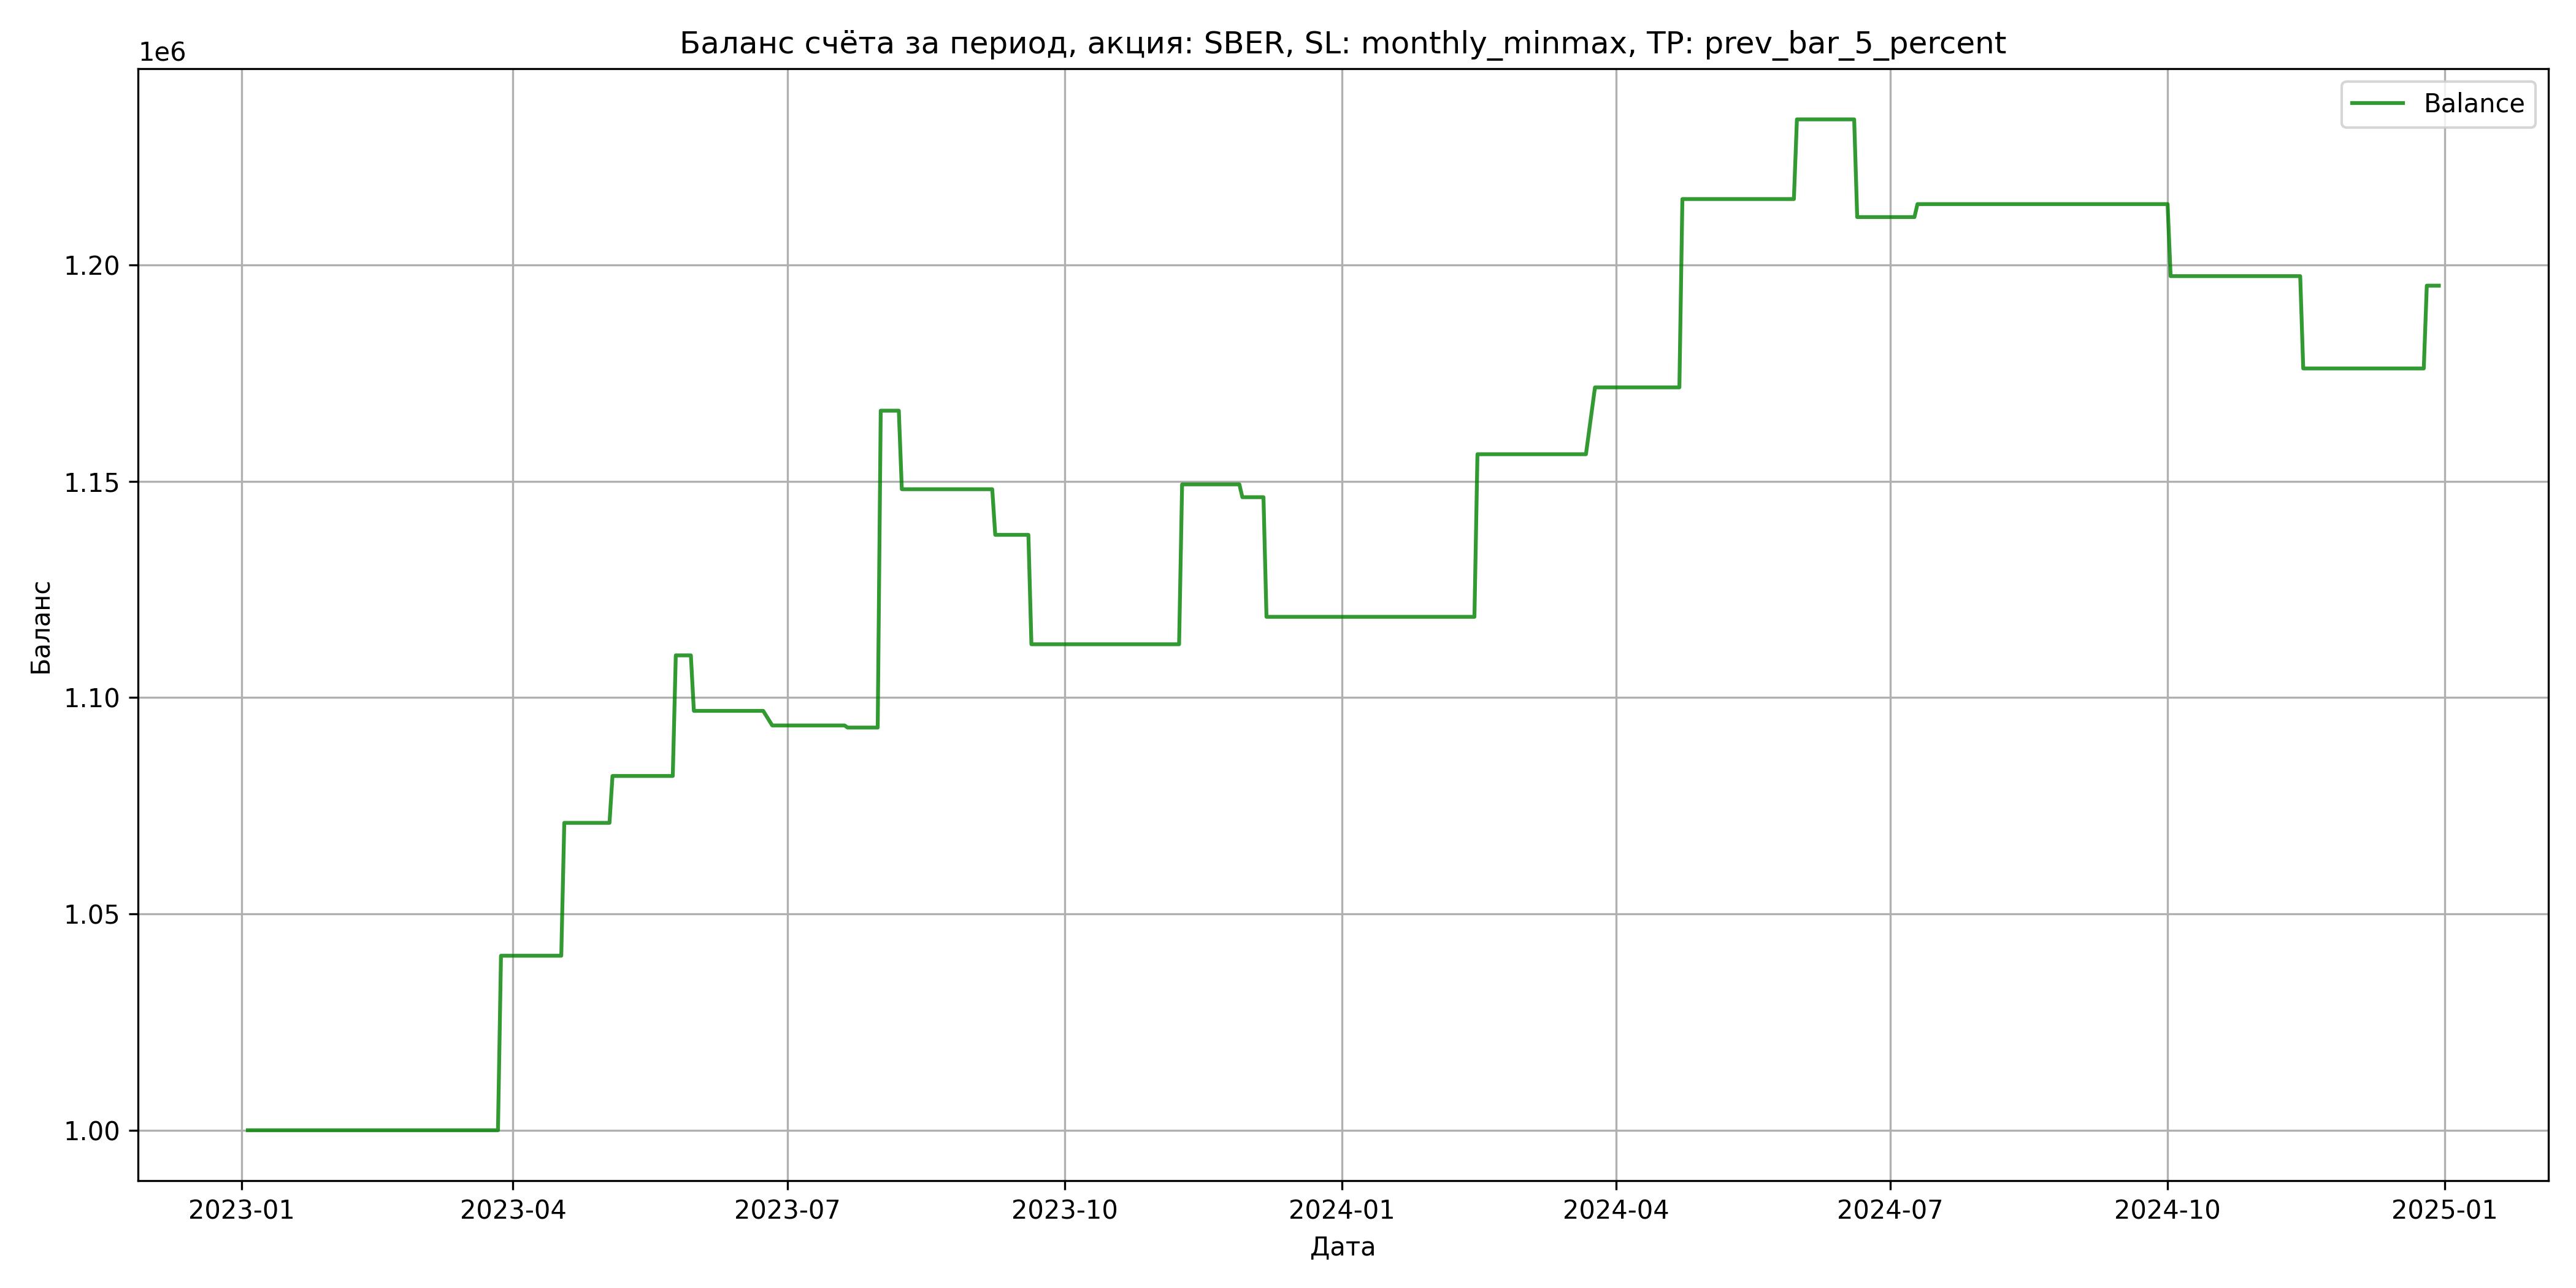 Баланс счёта за период, акция: SBER, SL: monthly_minmax, TP: prev_bar_5_percent
1e6
Balance
1.20
1.15
1.10
1.05
1.00
Баланс
2023-01 2023-04 2023-07 2023-10 2024-01 2024-04 2024-07 2024-10 2025-01
Дата